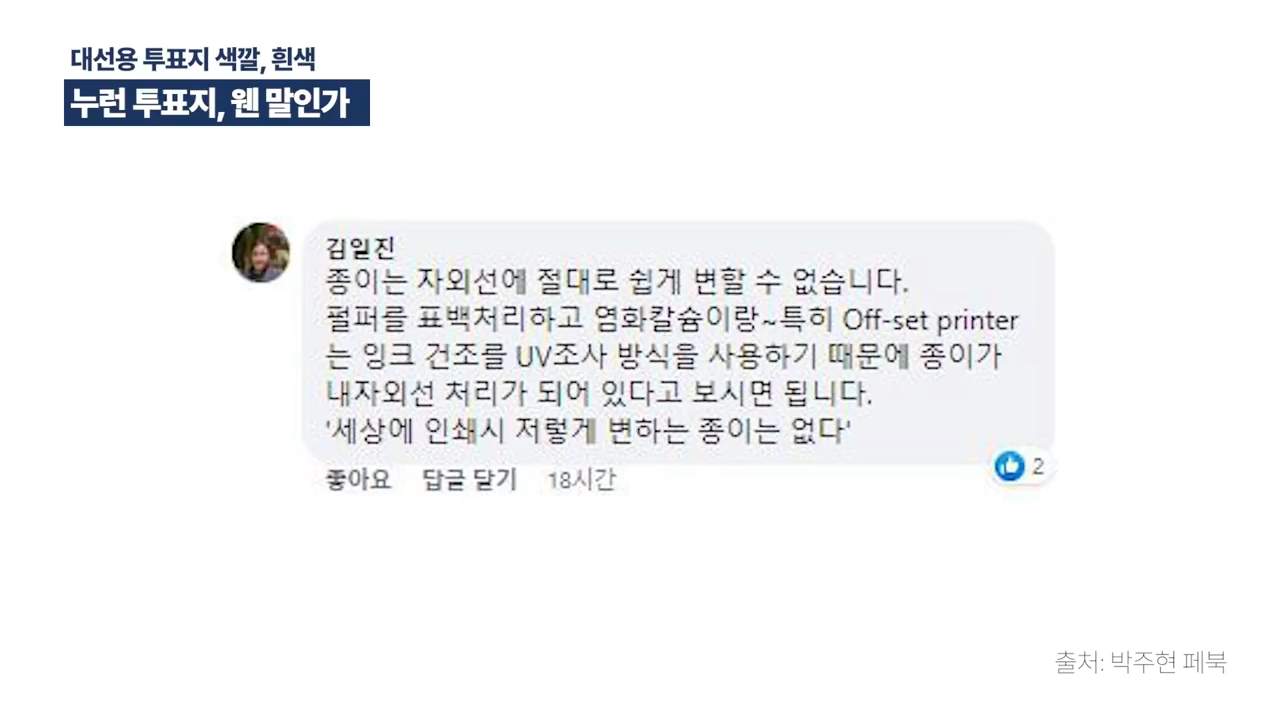 대선용 투표지 색깔, 흰색
누런 투표지, 웬 말인가
김일진
종이는 자외선에 절대로 쉽게 변할 수 없습니다.
펄퍼를 표백처리하고 염화칼슘이랑~특히 Off-set printer
는 잉크 건조를 UV조사 방식을 사용하기 때문에 종이가
내자외선 처리가 되어 있다고 보시면 됩니다.
'세상에 인쇄시 저렇게 변하는 종이는 없다'
좋아요 답글 달기 18시간
2
출처: 박주현 페북